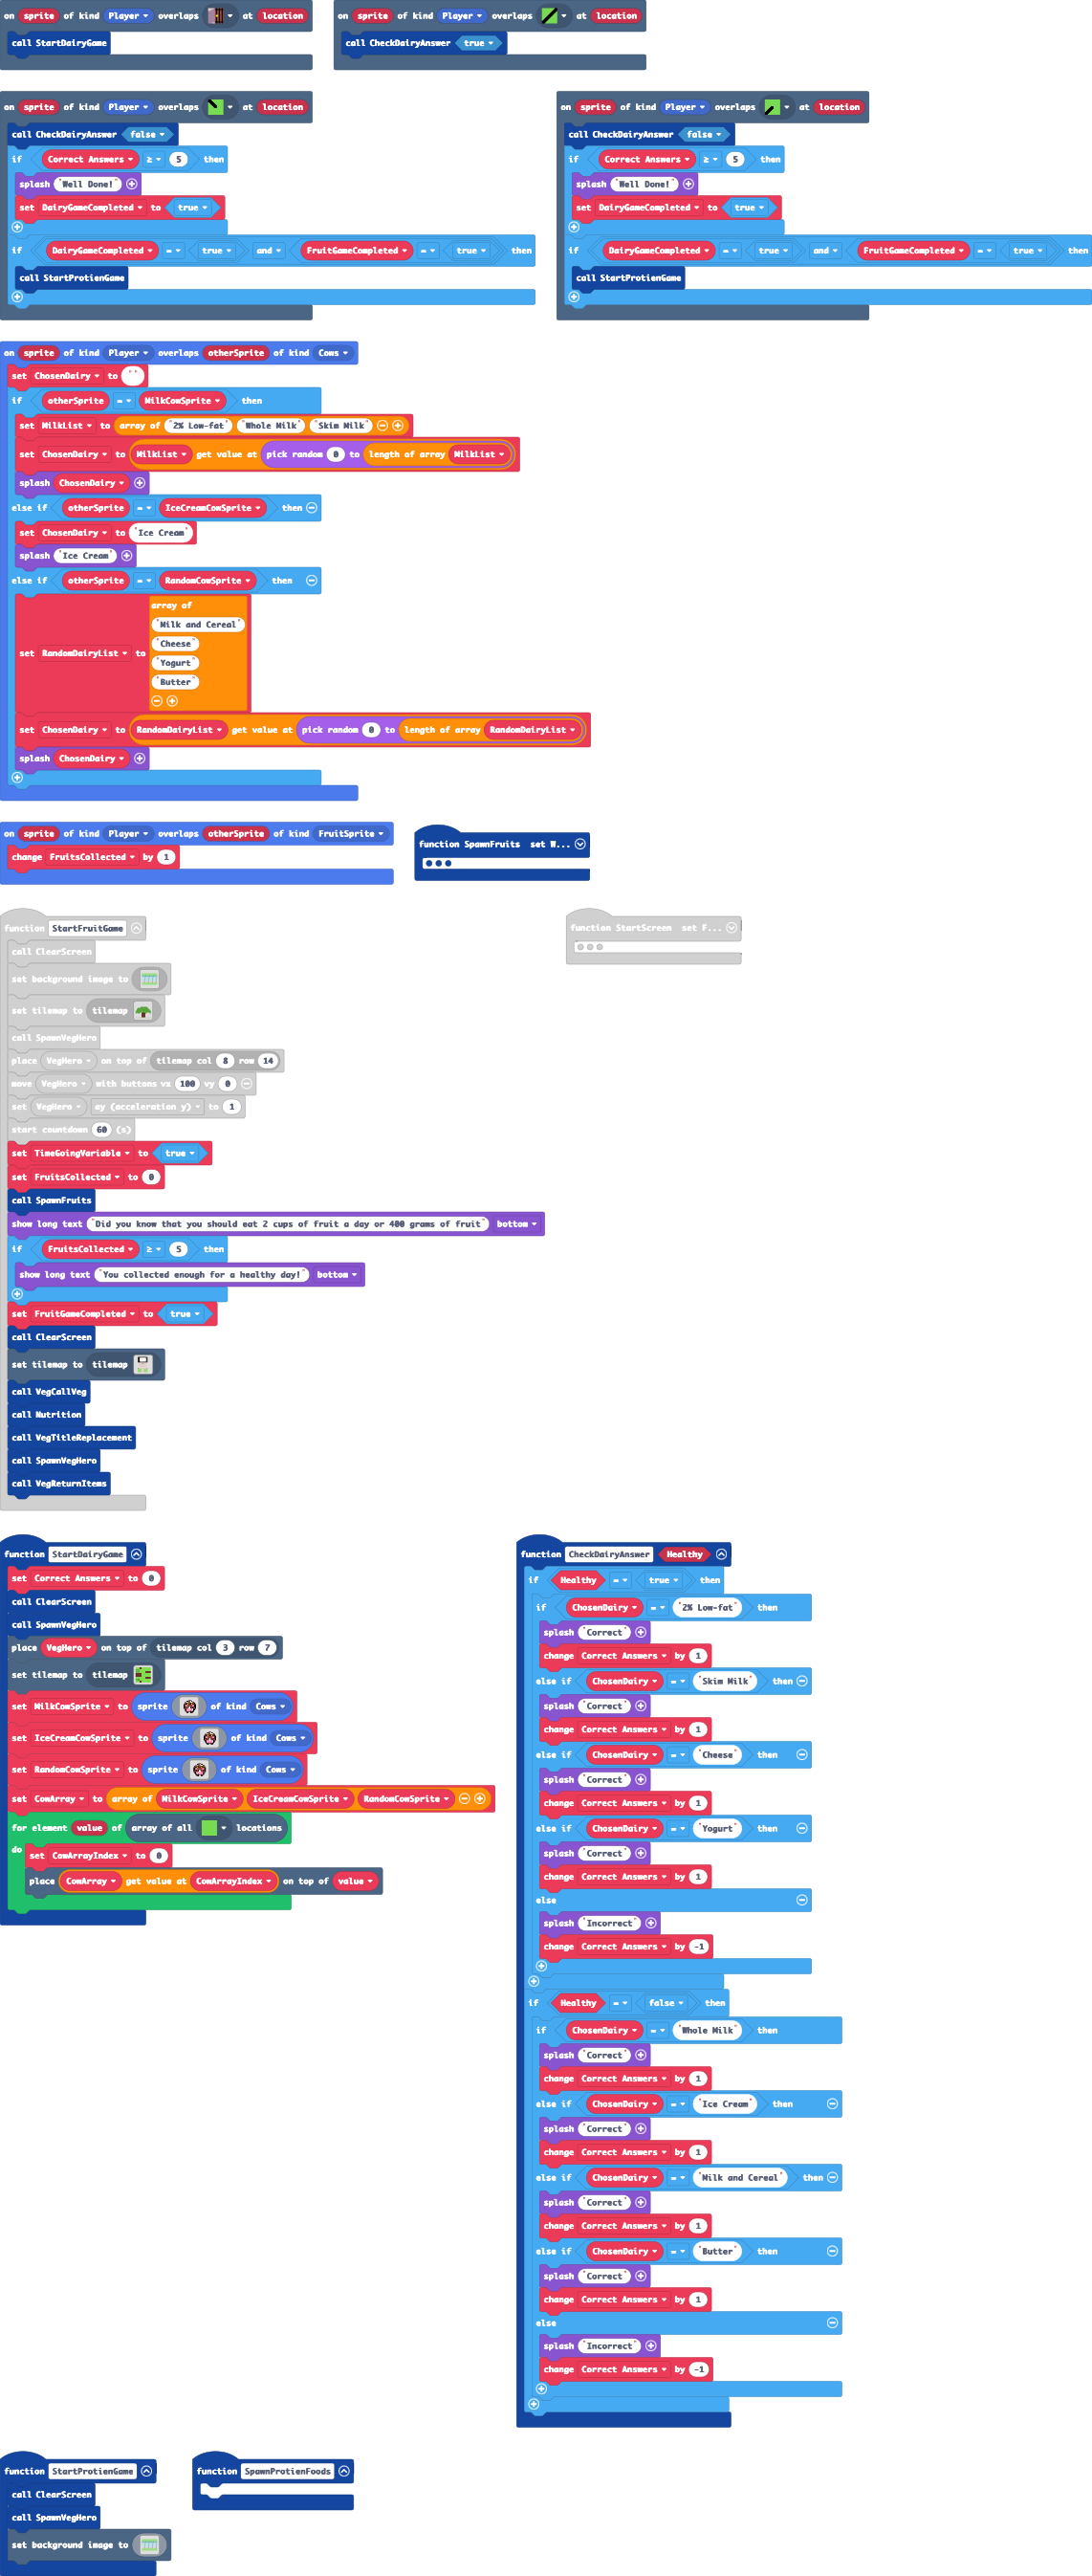 on sprite of kind Player overlaps at location
call StartDairyGame
on sprite of kind Player overlaps at location
call CheckDairyAnswer true
on sprite of kind Player overlaps at location
call CheckDairyAnswer false
if Correct Answers ≥ 5 then
splash "Well Done!"
set DairyGameCompleted to true
if DairyGameCompleted = true and FruitGameCompleted = true then
call StartProtienGame
on sprite of kind Player overlaps at location
call CheckDairyAnswer false
if Correct Answers ≥ 5 then
splash "Well Done!"
set DairyGameCompleted to true
if DairyGameCompleted = true and FruitGameCompleted = true then
call StartProtienGame
on sprite of kind Player overlaps otherSprite of kind Cows
set ChosenDairy to ""
if otherSprite = MilkCowSprite then
set MilkList to array of "2% Low-fat" "Whole Milk" "Skim Milk"
set ChosenDairy to MilkList get value at pick random 0 to length of array MilkList
splash ChosenDairy
else if otherSprite = IceCreamCowSprite then
set ChosenDairy to "Ice Cream"
splash "Ice Cream"
else if otherSprite = RandomCowSprite then
array of
"Milk and Cereal"
"Cheese"
set RandomDairyList to
"Yogurt"
"Butter"
set ChosenDairy to RandomDairyList get value at pick random 0 to length of array RandomDairyList
splash ChosenDairy
on sprite of kind Player overlaps otherSprite of kind FruitSprite
change FruitsCollected by 1
function SpawnFruits set W...
function StartFruitGame
call ClearScreen
set background image to
set tilemap to tilemap
call SpawnVegHero
place VegHero on top of tilemap col 8 row 14
move VegHero with buttons vx 100 vy 0
set VegHero ay (acceleration y) to 1
start countdown 60 (s)
set TimeGoingVariable to true
set FruitsCollected to 0
call SpawnFruits
show long text "Did you know that you should eat 2 cups of fruit a day or 400 grams of fruit" bottom
if FruitsCollected ≥ 5 then
show long text "You collected enough for a healthy day!" bottom
set FruitGameCompleted to true
call ClearScreen
set tilemap to tilemap
call VegCallVeg
call Nutrition
call VegTitleReplacement
call SpawnVegHero
call VegReturnItems
function StartScreen set F...
function StartDairyGame
set Correct Answers to 0
call ClearScreen
call SpawnVegHero
place VegHero on top of tilemap col 3 row 7
set tilemap to tilemap
set MilkCowSprite to sprite of kind Cows
set IceCreamCowSprite to sprite of kind Cows
set RandomCowSprite to sprite of kind Cows
set CowArray to array of MilkCowSprite IceCreamCowSprite RandomCowSprite
for element value of array of all locations
do set CowArrayIndex to 0
place CowArray get value at CowArrayIndex on top of value
function CheckDairyAnswer Healthy
if Healthy = true then
if ChosenDairy = "2% Low-fat" then
splash "Correct"
change Correct Answers by 1
else if ChosenDairy = "Skim Milk" then
splash "Correct"
change Correct Answers by 1
else if ChosenDairy = "Cheese" then
splash "Correct"
change Correct Answers by 1
else if ChosenDairy = "Yogurt" then
splash "Correct"
change Correct Answers by 1
else
splash "Incorrect"
change Correct Answers by -1
if Healthy = false then
if ChosenDairy = "Whole Milk" then
splash "Correct"
change Correct Answers by 1
else if ChosenDairy = "Ice Cream" then
splash "Correct"
change Correct Answers by 1
else if ChosenDairy = "Milk and Cereal" then
splash "Correct"
change Correct Answers by 1
else if ChosenDairy = "Butter" then
splash "Correct"
change Correct Answers by 1
else
splash "Incorrect"
change Correct Answers by -1
function StartProtienGame
call ClearScreen
call SpawnVegHero
set background image to
function SpawnProtienFoods